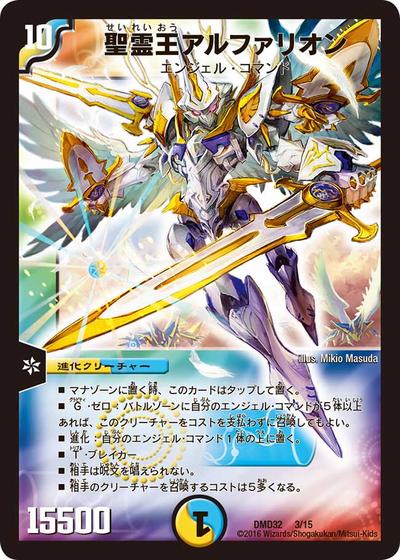 10
せいれいおう
聖霊王アルファリオン
エンジェル・コマンド
illus. Mikio Masuda
進化クリーチャー
■ マナゾーンに置く時、このカードはタップして置く。
■ G・ゼロ:バトルゾーンに自分のエンジェル・コマンドが5体以上
あれば、このクリーチャーをコストを支払わずに召喚してもよい。
■ 進化:自分のエンジェル・コマンド1体の上に置く。
■ T・ブレイカー
■ 相手は呪文を唱えられない。
■ 相手のクリーチャーを召喚するコストは5多くなる。
15500
1
DMD32 3/15
©2016 Wizards/Shogakukan/Mitsui-Kids